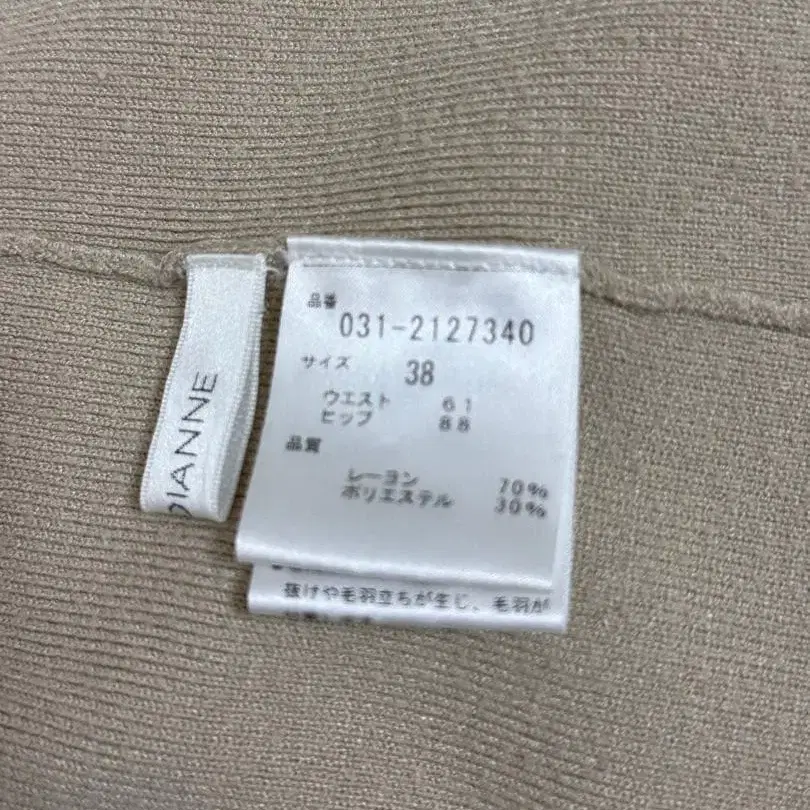 品番
031-2127340
サイズ 38
ウエスト 61
ヒップ 88
品質
レーヨン 70%
ポリエステル 30%
抜けや毛羽立ちが生じ、毛羽が
DIANNE